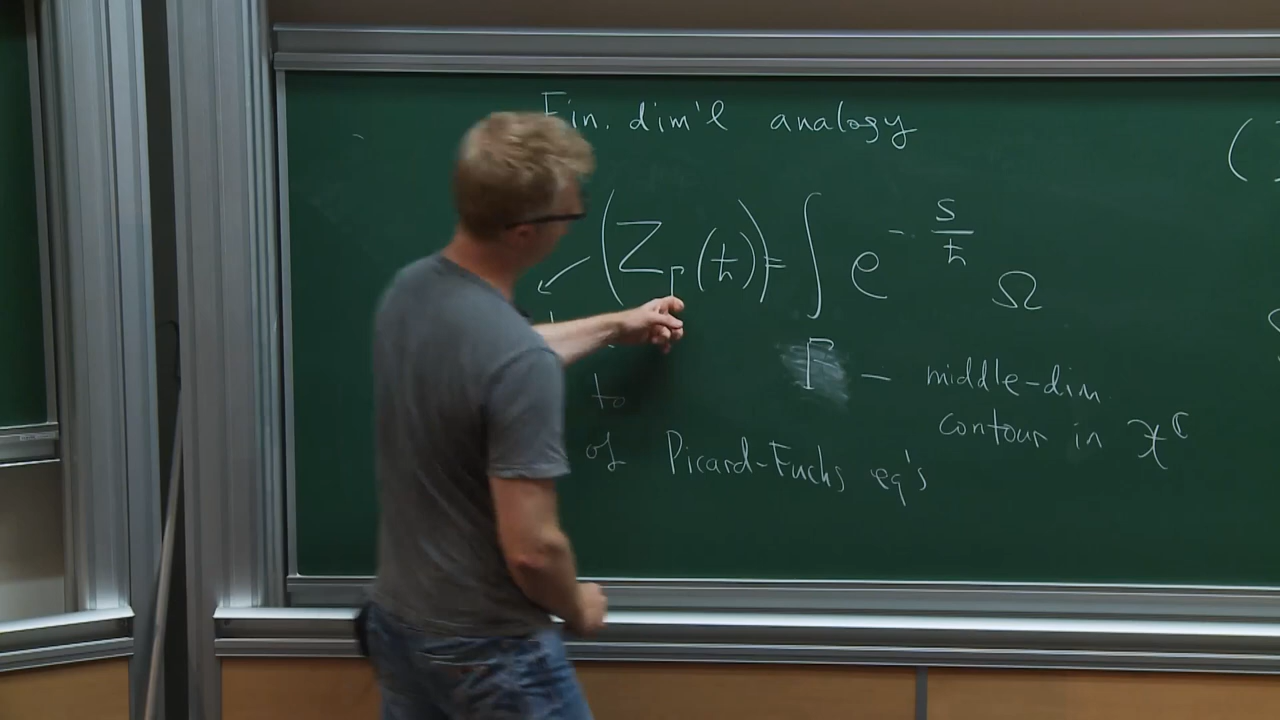 Fin. dim'l analogy
(Z_Γ(ħ)) = ∫ e^{- S/ħ} Ω
Γ — middle-dim
contour in X^C
to
of Picard-Fuchs eq's
(